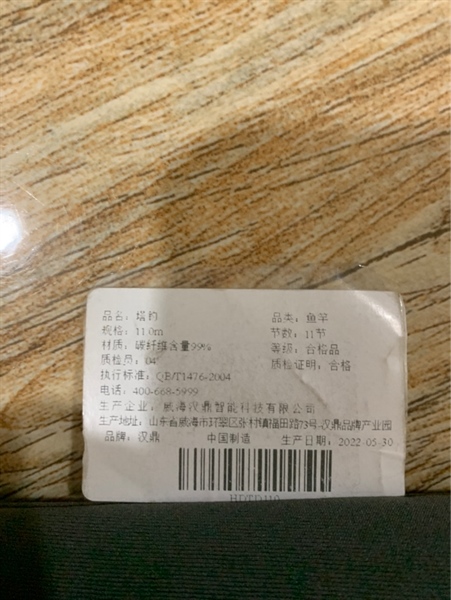 品名：塔钓 品类：鱼竿
规格：11.0m 节数：11节
材质：碳纤维含量99% 等级：合格品
质检员：04 质检证明：合格
执行标准：QB/T1476-2004
电话：400-668-5999
生产企业：威海汉鼎智能科技有限公司
生产地址：山东省威海市环翠区张村镇福田路73号 汉鼎品牌产业园
品牌：汉鼎 中国制造 生产日期：2022-05-30
HDTD110